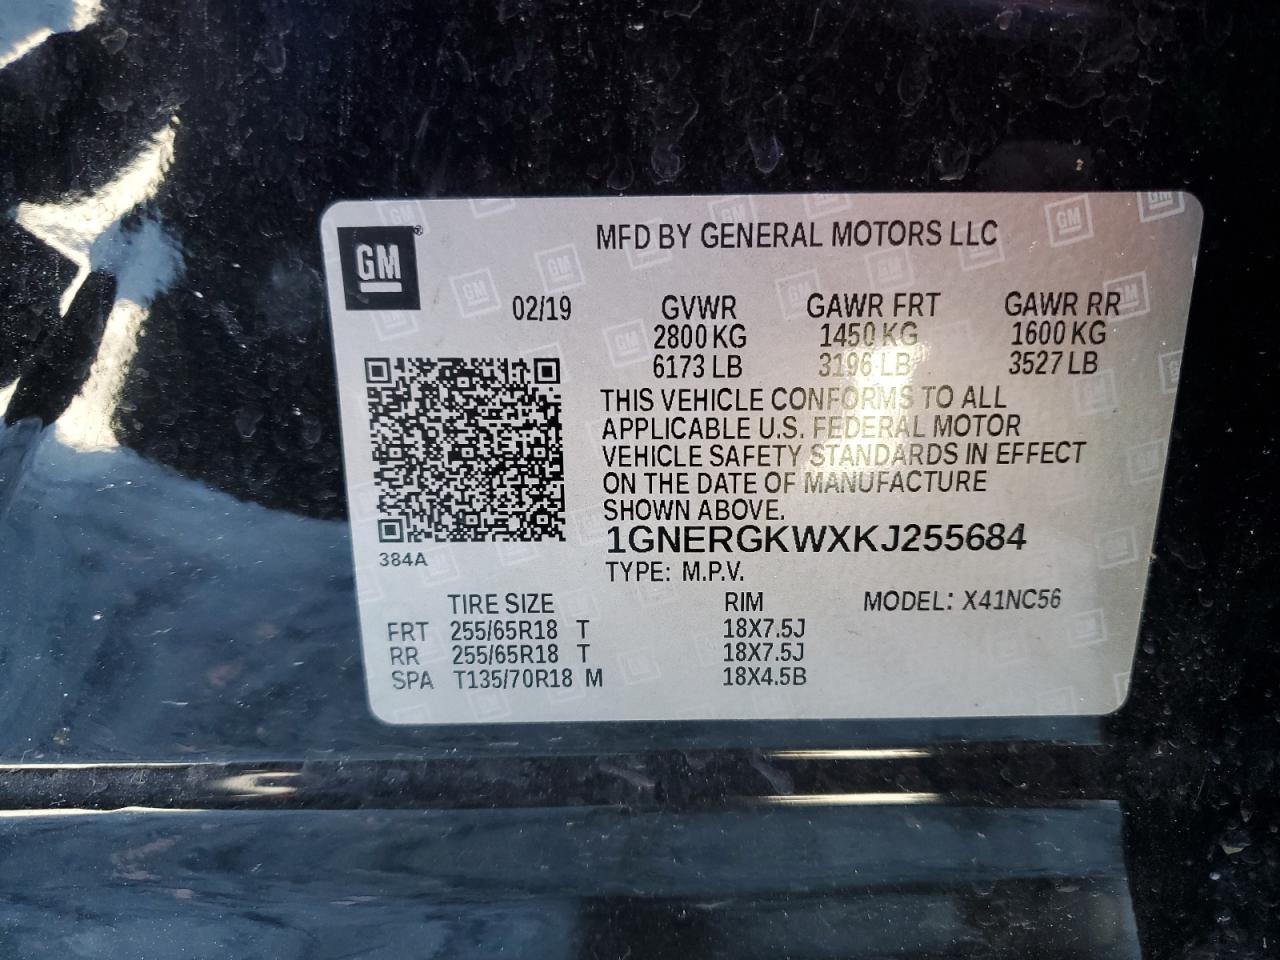 GM®
MFD BY GENERAL MOTORS LLC
02/19 GVWR GAWR FRT GAWR RR
2800 KG 1450 KG 1600 KG
6173 LB 3196 LB 3527 LB
THIS VEHICLE CONFORMS TO ALL
APPLICABLE U.S. FEDERAL MOTOR
VEHICLE SAFETY STANDARDS IN EFFECT
ON THE DATE OF MANUFACTURE
SHOWN ABOVE.
1GNERGKWXKJ255684
384A
TYPE: M.P.V.
TIRE SIZE RIM MODEL: X41NC56
FRT 255/65R18 T 18X7.5J
RR 255/65R18 T 18X7.5J
SPA T135/70R18 M 18X4.5B